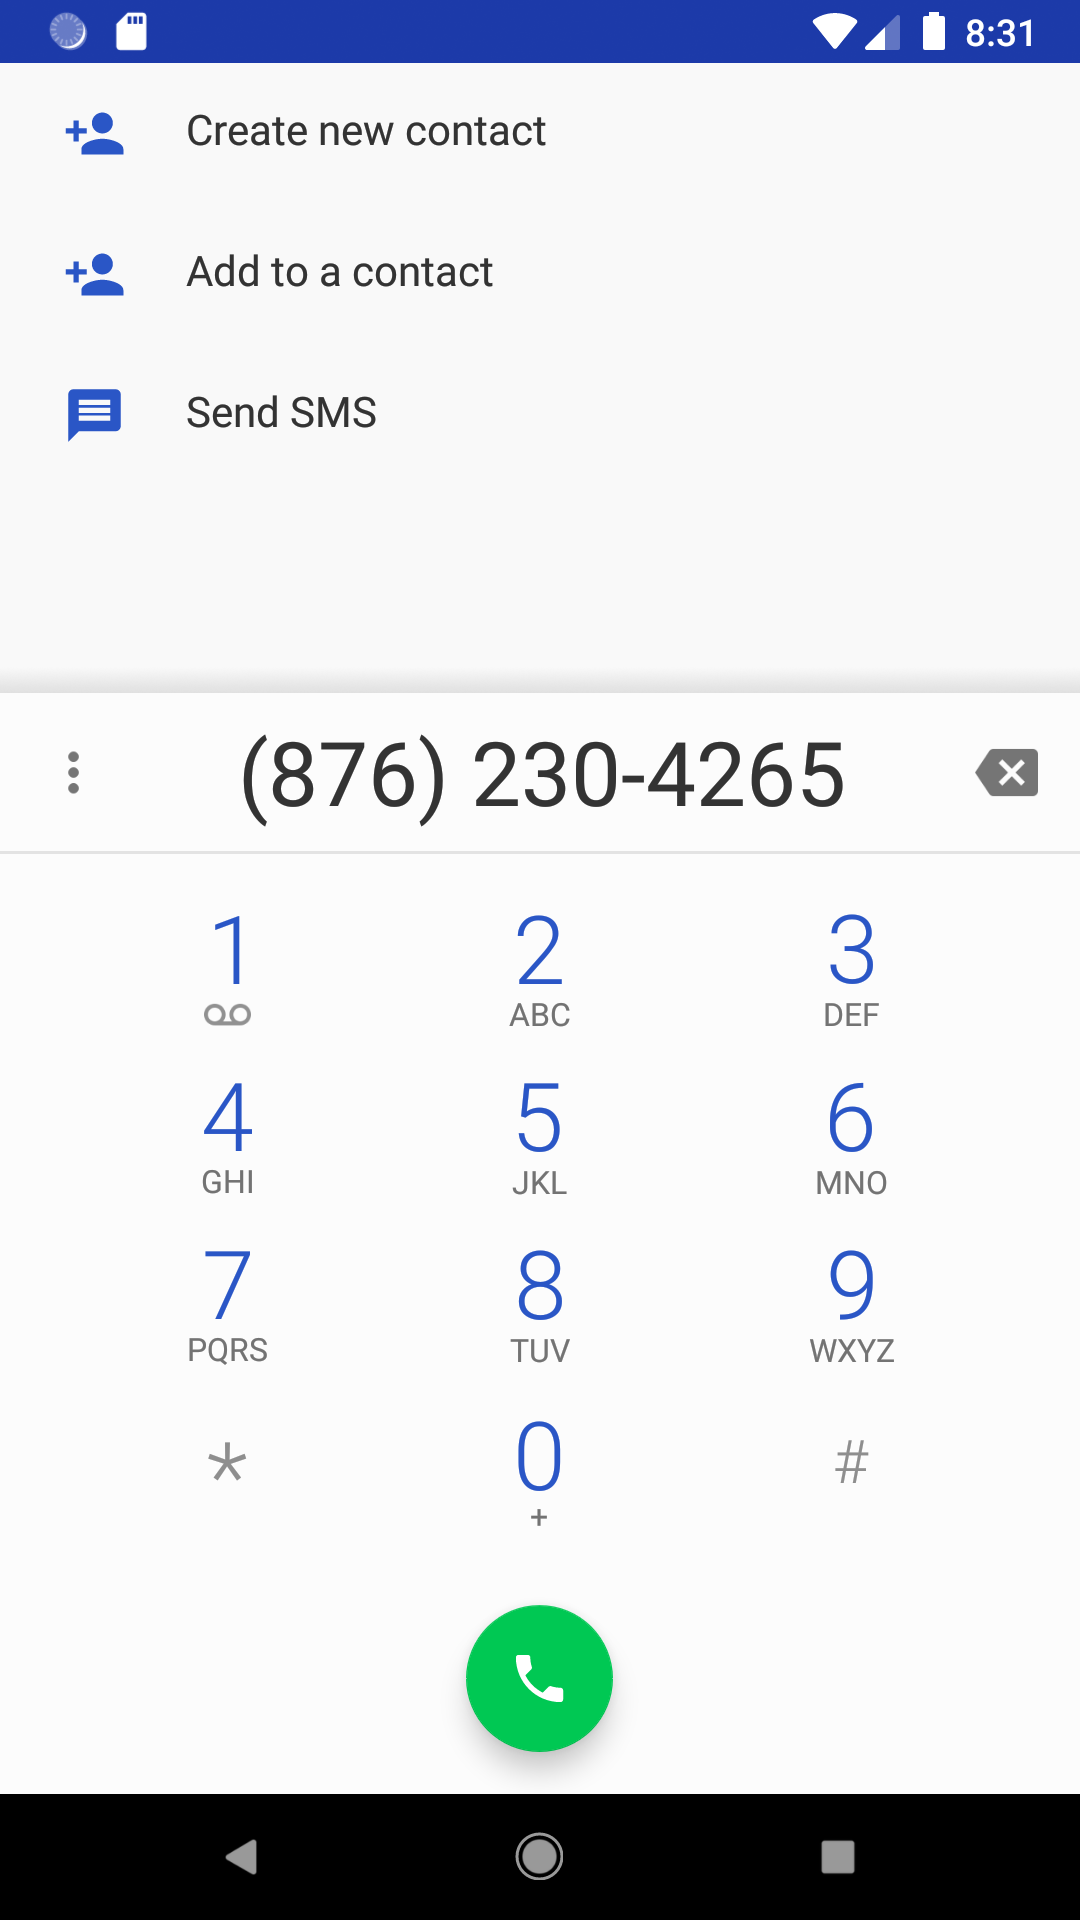 8:31
Create new contact
Add to a contact
Send SMS
(876) 230-4265
1 2 3
ABC DEF
4 5 6
GHI JKL MNO
7 8 9
PQRS TUV WXYZ
* 0 #
+